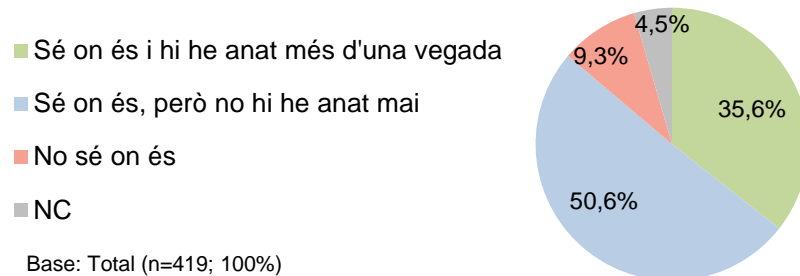 Sé on és i hi he anat més d'una vegada
Sé on és, però no hi he anat mai
No sé on és
NC
Base: Total (n=419; 100%)
4,5%
9,3%
35,6%
50,6%